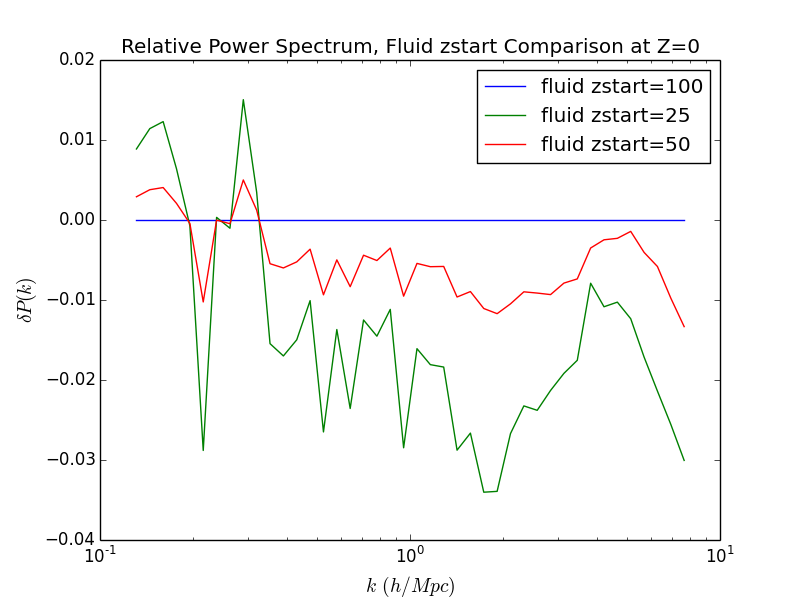 Relative Power Spectrum, Fluid zstart Comparison at Z=0
fluid zstart=100
fluid zstart=25
fluid zstart=50
0.02
0.01
0.00
−0.01
−0.02
−0.03
−0.04
δP(k)
10⁻¹
10⁰
10¹
k (h/Mpc)